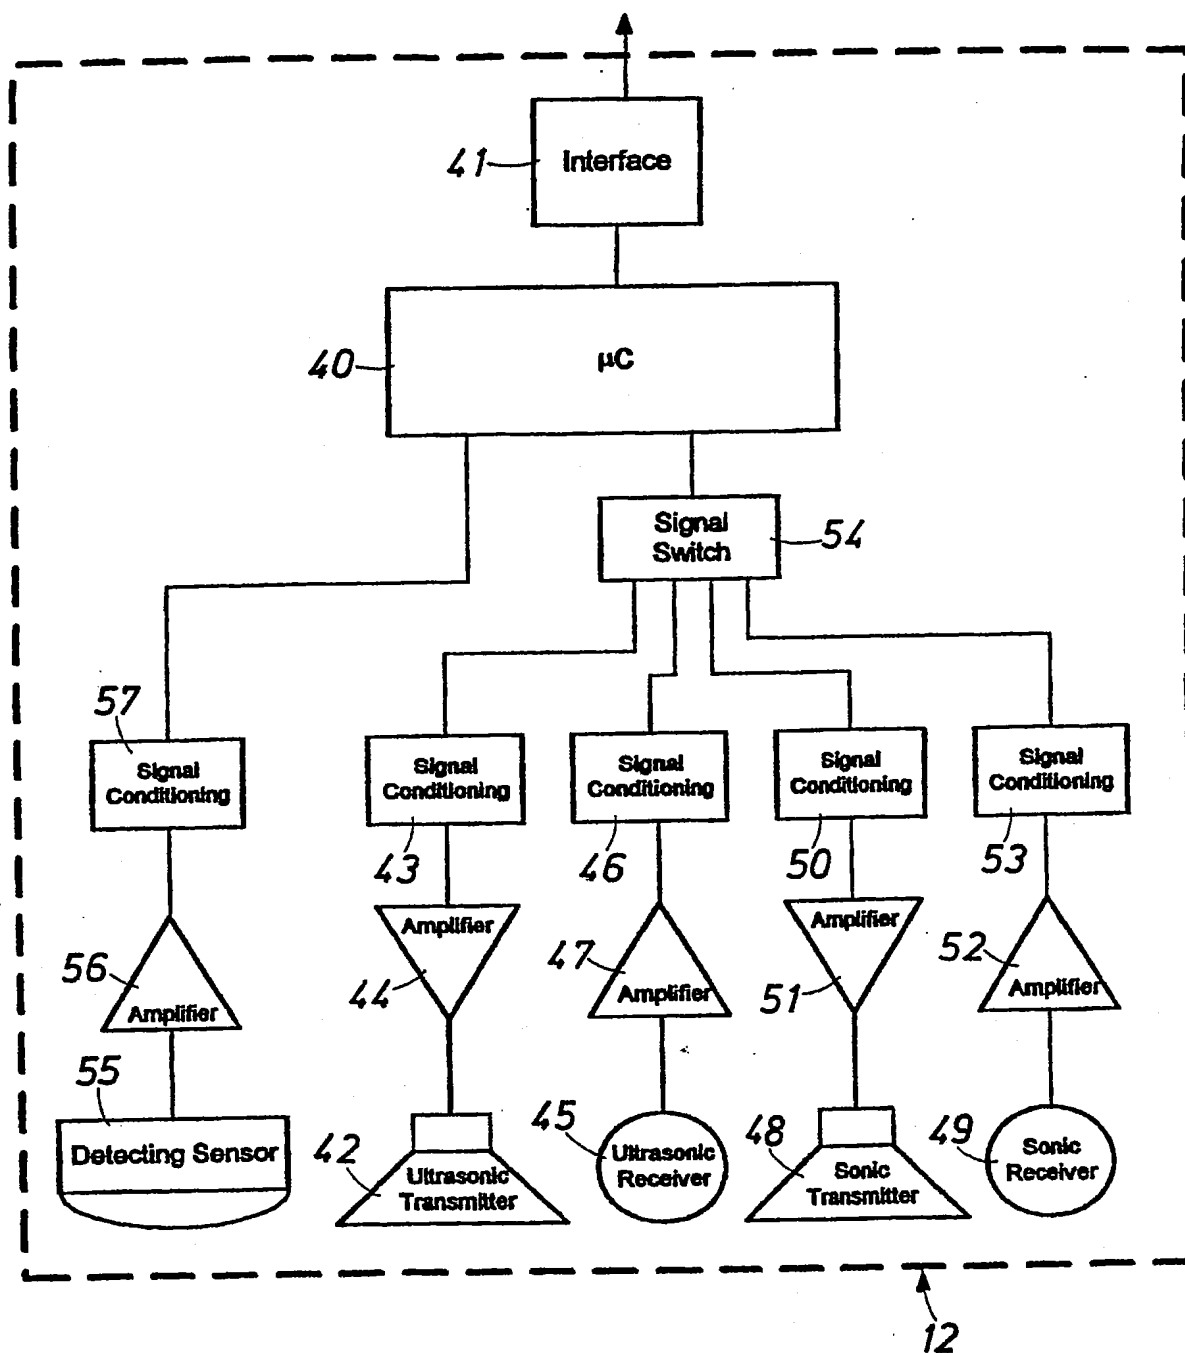 41
Interface
40
µC
Signal
Switch
54
57
Signal
Conditioning
Signal
Conditioning
43
Signal
Conditioning
46
Signal
Conditioning
50
Signal
Conditioning
53
56
Amplifier
Amplifier
44
47
Amplifier
Amplifier
51
52
Amplifier
55
Detecting Sensor
42
Ultrasonic
Transmitter
45
Ultrasonic
Receiver
48
Sonic
Transmitter
49
Sonic
Receiver
12